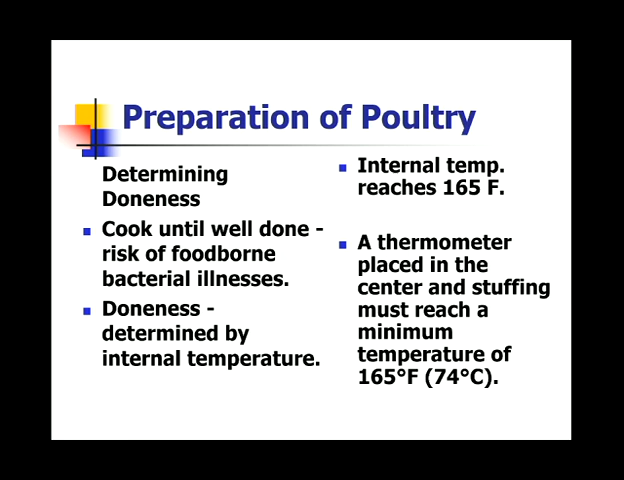 Preparation of Poultry
Determining
Doneness
Cook until well done -
risk of foodborne
bacterial illnesses.
Doneness -
determined by
internal temperature.
Internal temp.
reaches 165 F.
A thermometer
placed in the
center and stuffing
must reach a
minimum
temperature of
165°F (74°C).